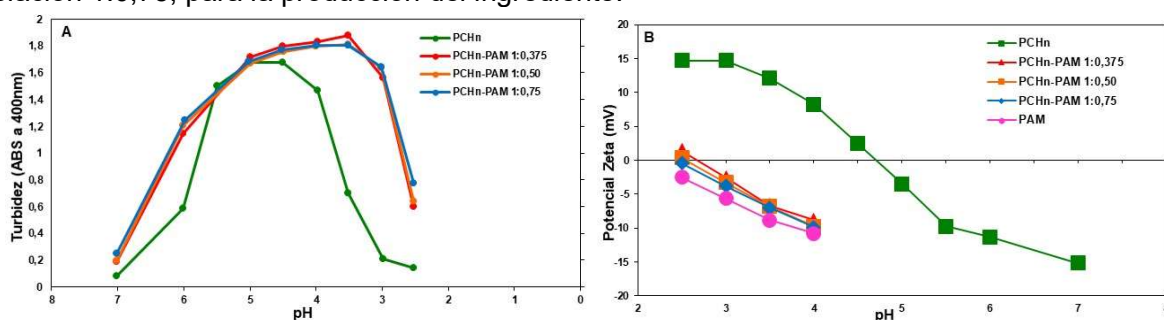 relación 1:0,75, para la producción del ingrediente.
A
Turbidez (ABS a 400nm)
2
1,8
1,6
1,4
1,2
1
0,8
0,6
0,4
0,2
0
8 7 6 5 4 3 2 1 0
pH
PCHn
PCHn-PAM 1:0,375
PCHn-PAM 1:0,50
PCHn-PAM 1:0,75
B
Potencial Zeta (mV)
20
15
10
5
0
-5
-10
-15
-20
2 3 4 5 6 7 8
pH
PCHn
PCHn-PAM 1:0,375
PCHn-PAM 1:0,50
PCHn-PAM 1:0,75
PAM